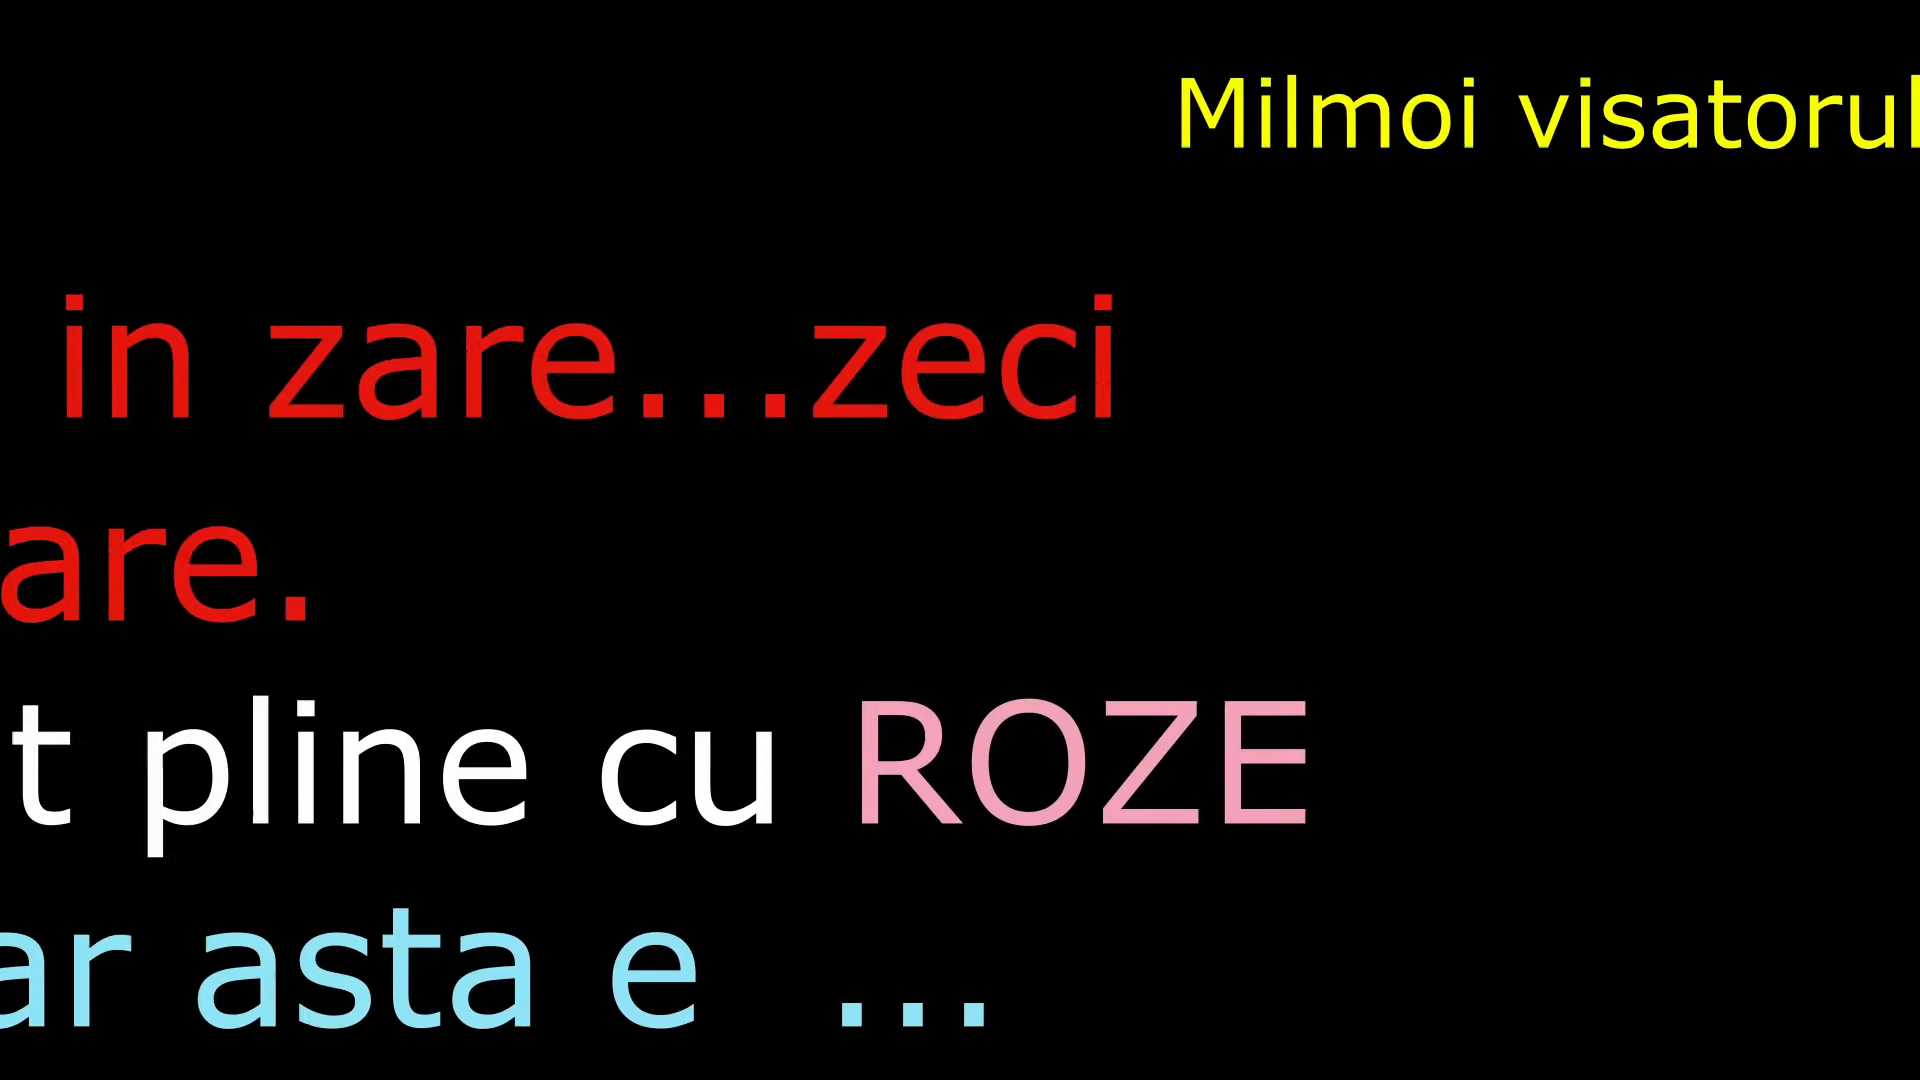 Milmoi visatorul
in zare...zeci
are.
t pline cu ROZE
ar asta e ...